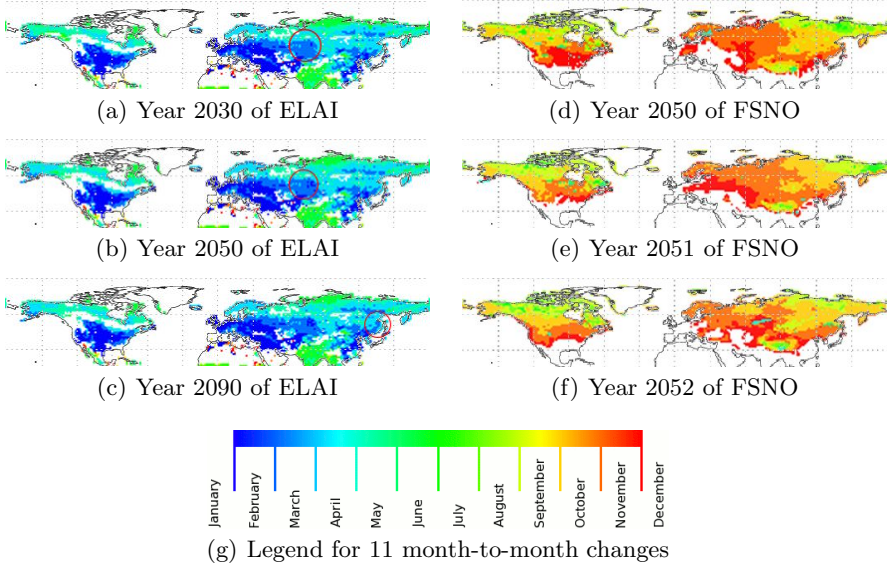 (a) Year 2030 of ELAI
(d) Year 2050 of FSNO
(b) Year 2050 of ELAI
(e) Year 2051 of FSNO
(c) Year 2090 of ELAI
(f) Year 2052 of FSNO
January
February
March
April
May
June
July
August
September
October
November
December
(g) Legend for 11 month-to-month changes